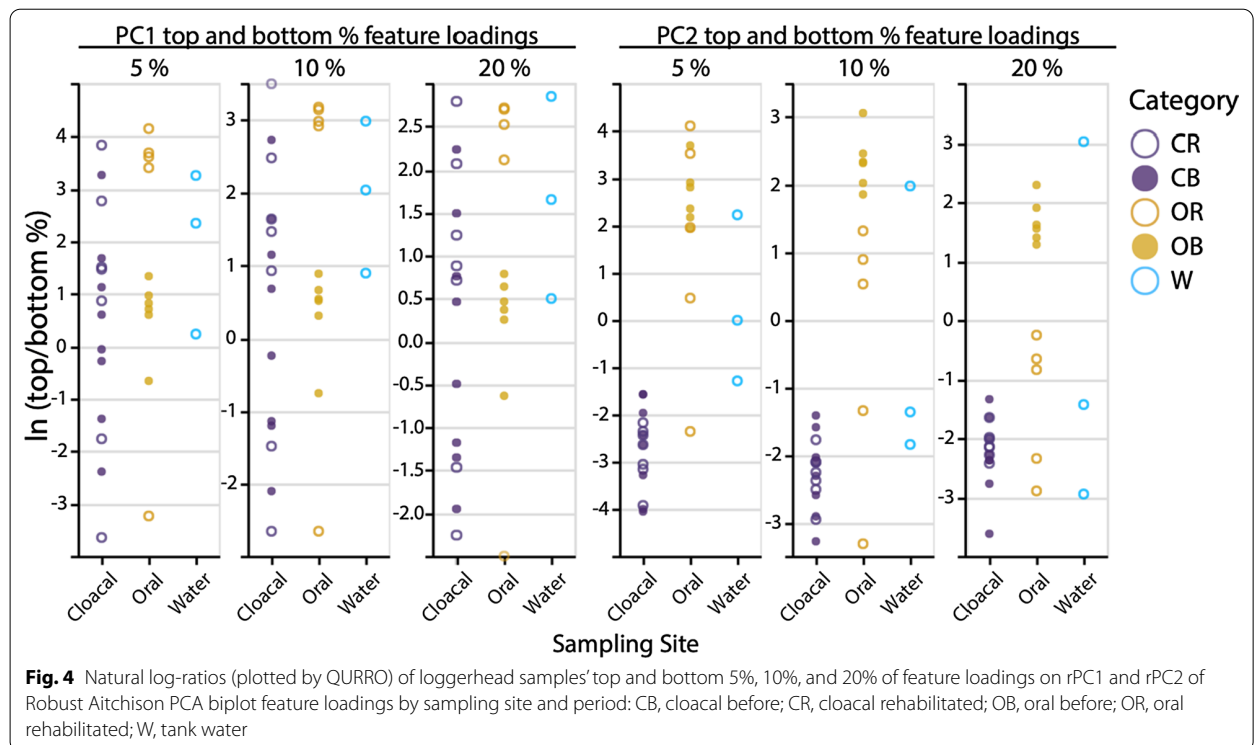 PC1 top and bottom % feature loadings
PC2 top and bottom % feature loadings
5 %
10 %
20 %
5 %
10 %
20 %
ln (top/bottom %)
4
3
2
1
0
-1
-2
-3
3
2
1
0
-1
-2
2.5
2.0
1.5
1.0
0.5
0.0
-0.5
-1.0
-1.5
-2.0
4
3
2
1
0
-1
-2
-3
-4
3
2
1
0
-1
-2
-3
3
2
1
0
-1
-2
-3
Cloacal
Oral
Water
Cloacal
Oral
Water
Cloacal
Oral
Water
Cloacal
Oral
Water
Cloacal
Oral
Water
Cloacal
Oral
Water
Sampling Site
Category
CR
CB
OR
OB
W
Fig. 4 Natural log-ratios (plotted by QURRO) of loggerhead samples' top and bottom 5%, 10%, and 20% of feature loadings on rPC1 and rPC2 of
Robust Aitchison PCA biplot feature loadings by sampling site and period: CB, cloacal before; CR, cloacal rehabilitated; OB, oral before; OR, oral
rehabilitated; W, tank water